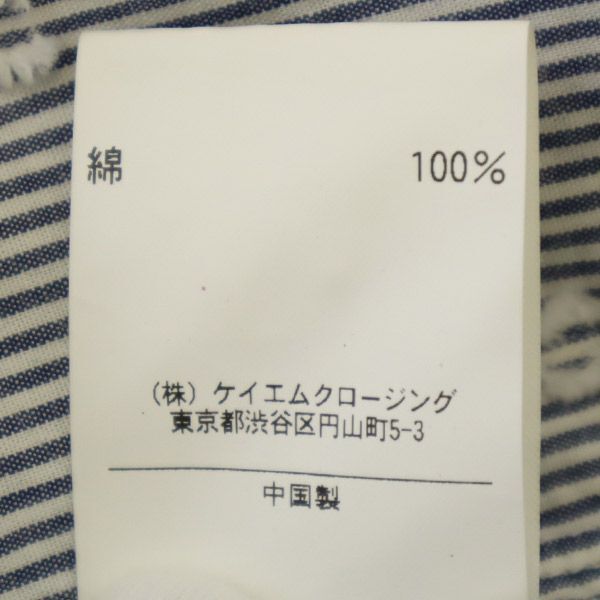 綿 100%
(株)ケイエムクロージング
東京都渋谷区円山町5-3
中国製